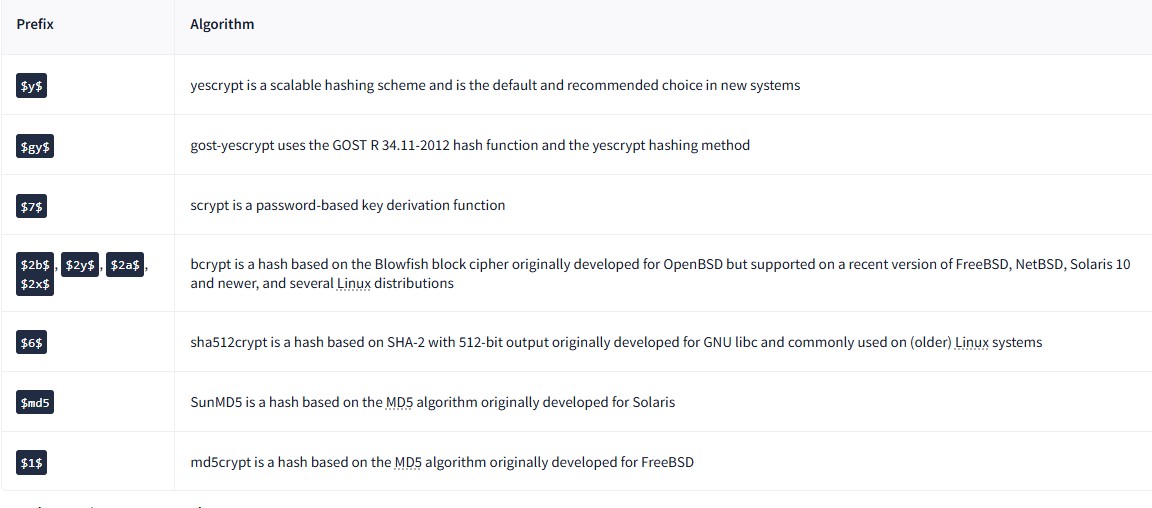 Prefix Algorithm
$y$ yescrypt is a scalable hashing scheme and is the default and recommended choice in new systems
$gy$ gost-yescrypt uses the GOST R 34.11-2012 hash function and the yescrypt hashing method
$7$ scrypt is a password-based key derivation function
$2b$, $2y$, $2a$,
$2x$
bcrypt is a hash based on the Blowfish block cipher originally developed for OpenBSD but supported on a recent version of FreeBSD, NetBSD, Solaris 10
and newer, and several Linux distributions
$6$ sha512crypt is a hash based on SHA-2 with 512-bit output originally developed for GNU libc and commonly used on (older) Linux systems
$md5 SunMD5 is a hash based on the MD5 algorithm originally developed for Solaris
$1$ md5crypt is a hash based on the MD5 algorithm originally developed for FreeBSD